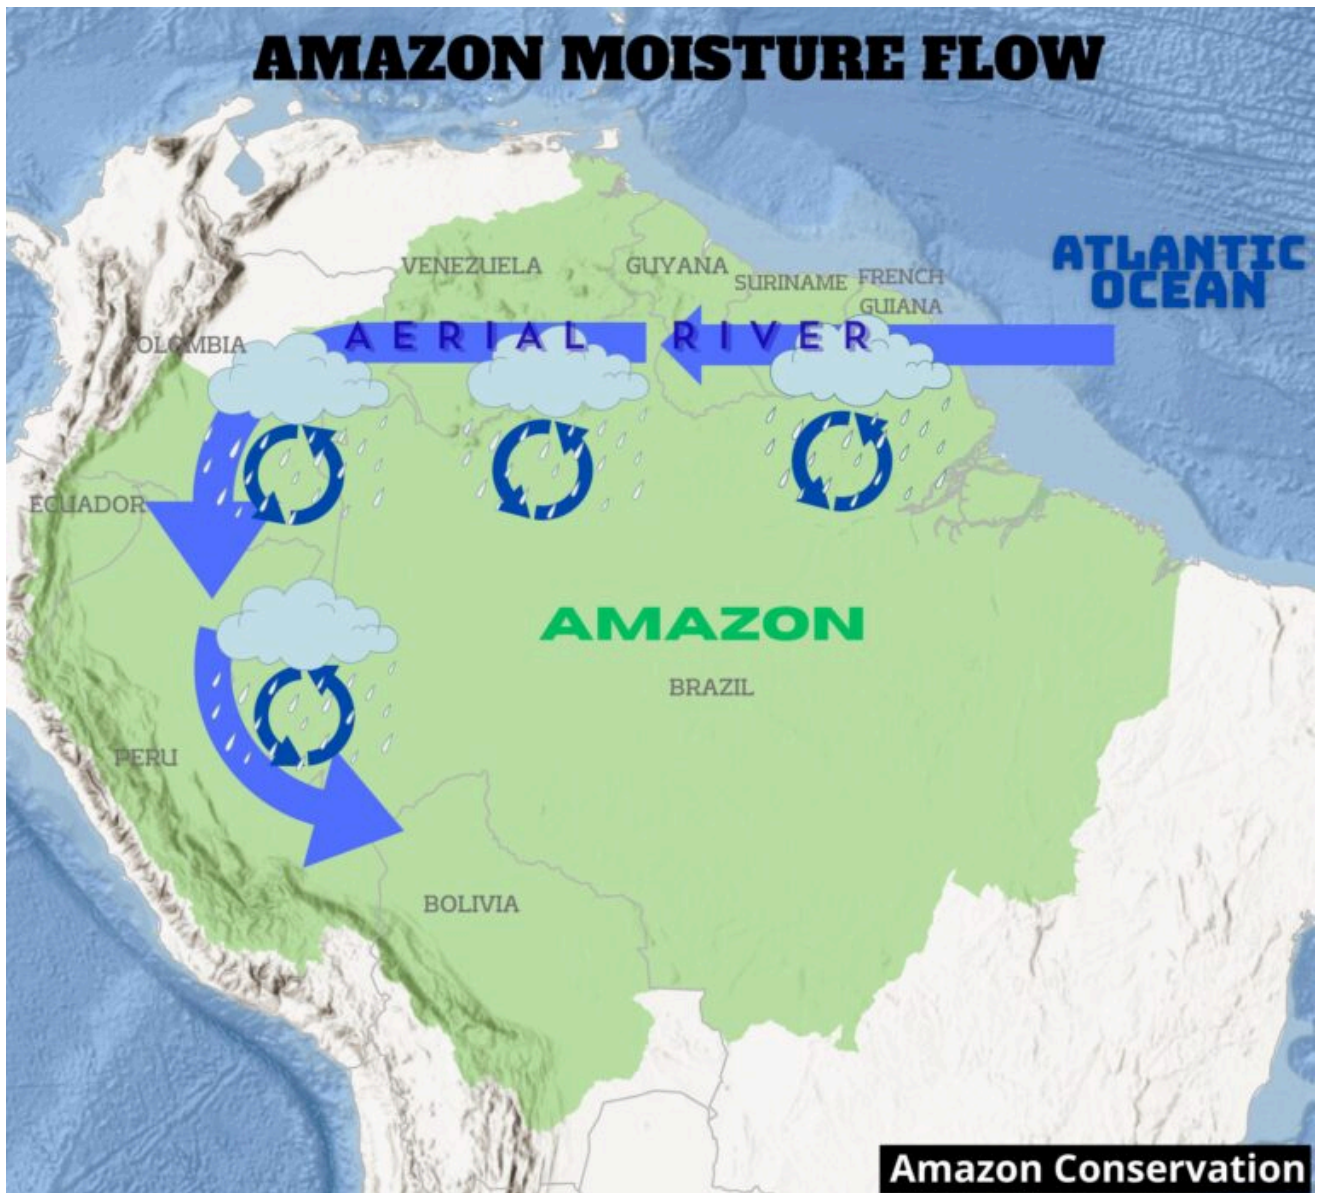 AMAZON MOISTURE FLOW
ATLANTIC
OCEAN
VENEZUELA
GUYANA
SURINAME
FRENCH
GUIANA
AERIAL RIVER
OLOMBIA
ECUADOR
AMAZON
BRAZIL
PERU
BOLIVIA
Amazon Conservation